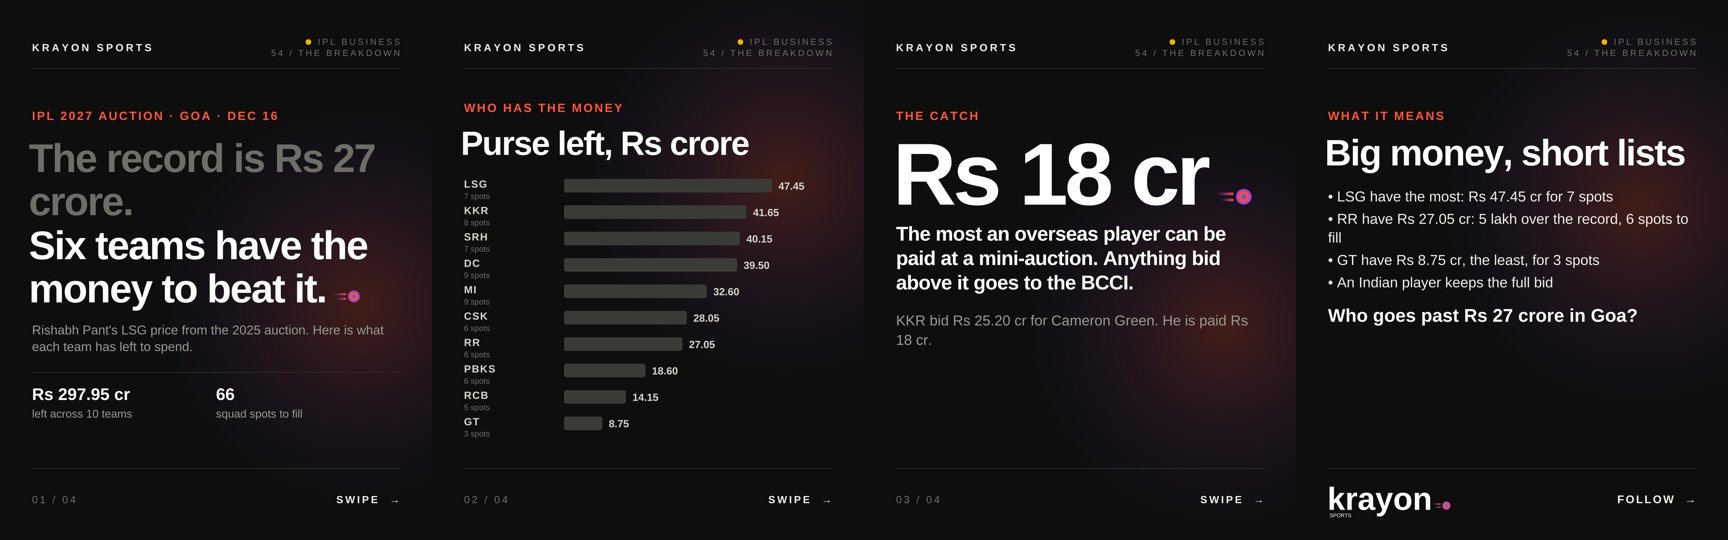 KRAYON SPORTS
IPL BUSINESS
54 / THE BREAKDOWN
IPL 2027 AUCTION · GOA · DEC 16
The record is Rs 27
crore.
Six teams have the
money to beat it.
Rishabh Pant's LSG price from the 2025 auction. Here is what
each team has left to spend.
Rs 297.95 cr
left across 10 teams
66
squad spots to fill
01 / 04
SWIPE →
KRAYON SPORTS
IPL BUSINESS
54 / THE BREAKDOWN
WHO HAS THE MONEY
Purse left, Rs crore
LSG
7 spots
47.45
KKR
8 spots
41.65
SRH
7 spots
40.15
DC
9 spots
39.50
MI
9 spots
32.60
CSK
6 spots
28.05
RR
6 spots
27.05
PBKS
6 spots
18.60
RCB
5 spots
14.15
GT
3 spots
8.75
02 / 04
SWIPE →
KRAYON SPORTS
IPL BUSINESS
54 / THE BREAKDOWN
THE CATCH
Rs 18 cr
The most an overseas player can be
paid at a mini-auction. Anything bid
above it goes to the BCCI.
KKR bid Rs 25.20 cr for Cameron Green. He is paid Rs
18 cr.
03 / 04
SWIPE →
KRAYON SPORTS
IPL BUSINESS
54 / THE BREAKDOWN
WHAT IT MEANS
Big money, short lists
• LSG have the most: Rs 47.45 cr for 7 spots
• RR have Rs 27.05 cr: 5 lakh over the record, 6 spots to
fill
• GT have Rs 8.75 cr, the least, for 3 spots
• An Indian player keeps the full bid
Who goes past Rs 27 crore in Goa?
krayon
SPORTS
FOLLOW →